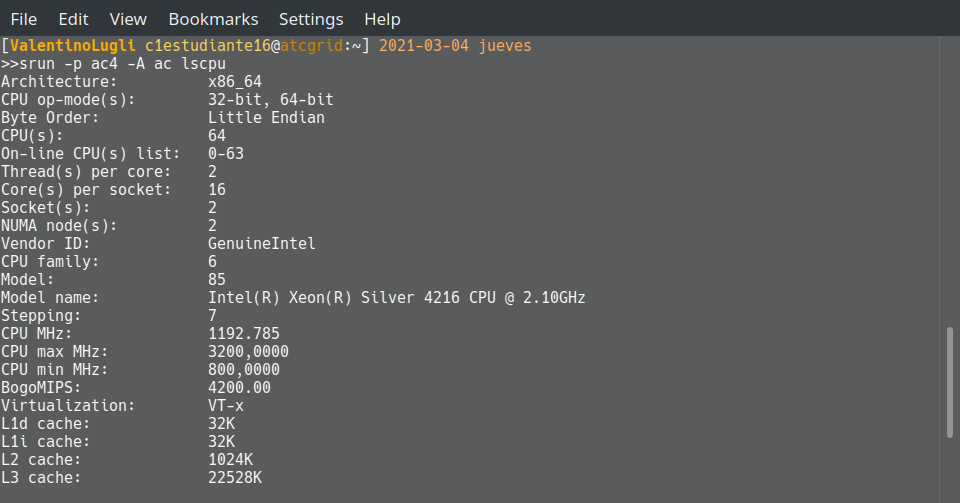 File Edit View Bookmarks Settings Help
[ValentinoLugli c1estudiante16@atcgrid:~] 2021-03-04 jueves
>>srun -p ac4 -A ac lscpu
Architecture:          x86_64
CPU op-mode(s):        32-bit, 64-bit
Byte Order:            Little Endian
CPU(s):                64
On-line CPU(s) list:   0-63
Thread(s) per core:    2
Core(s) per socket:    16
Socket(s):             2
NUMA node(s):          2
Vendor ID:             GenuineIntel
CPU family:            6
Model:                 85
Model name:            Intel(R) Xeon(R) Silver 4216 CPU @ 2.10GHz
Stepping:              7
CPU MHz:               1192.785
CPU max MHz:           3200,0000
CPU min MHz:           800,0000
BogoMIPS:              4200.00
Virtualization:        VT-x
L1d cache:             32K
L1i cache:             32K
L2 cache:              1024K
L3 cache:              22528K